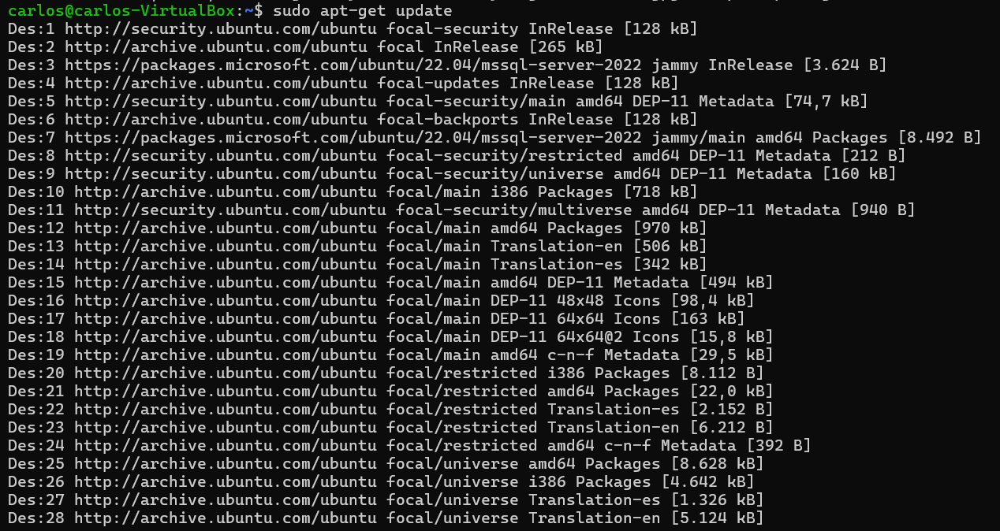 carlos@carlos-VirtualBox:~$ sudo apt-get update
Des:1 http://security.ubuntu.com/ubuntu focal-security InRelease [128 kB]
Des:2 http://archive.ubuntu.com/ubuntu focal InRelease [265 kB]
Des:3 https://packages.microsoft.com/ubuntu/22.04/mssql-server-2022 jammy InRelease [3.624 B]
Des:4 http://archive.ubuntu.com/ubuntu focal-updates InRelease [128 kB]
Des:5 http://security.ubuntu.com/ubuntu focal-security/main amd64 DEP-11 Metadata [74,7 kB]
Des:6 http://archive.ubuntu.com/ubuntu focal-backports InRelease [128 kB]
Des:7 https://packages.microsoft.com/ubuntu/22.04/mssql-server-2022 jammy/main amd64 Packages [8.492 B]
Des:8 http://security.ubuntu.com/ubuntu focal-security/restricted amd64 DEP-11 Metadata [212 B]
Des:9 http://security.ubuntu.com/ubuntu focal-security/universe amd64 DEP-11 Metadata [160 kB]
Des:10 http://archive.ubuntu.com/ubuntu focal/main i386 Packages [718 kB]
Des:11 http://security.ubuntu.com/ubuntu focal-security/multiverse amd64 DEP-11 Metadata [940 B]
Des:12 http://archive.ubuntu.com/ubuntu focal/main amd64 Packages [970 kB]
Des:13 http://archive.ubuntu.com/ubuntu focal/main Translation-en [506 kB]
Des:14 http://archive.ubuntu.com/ubuntu focal/main Translation-es [342 kB]
Des:15 http://archive.ubuntu.com/ubuntu focal/main amd64 DEP-11 Metadata [494 kB]
Des:16 http://archive.ubuntu.com/ubuntu focal/main DEP-11 48x48 Icons [98,4 kB]
Des:17 http://archive.ubuntu.com/ubuntu focal/main DEP-11 64x64 Icons [163 kB]
Des:18 http://archive.ubuntu.com/ubuntu focal/main DEP-11 64x64@2 Icons [15,8 kB]
Des:19 http://archive.ubuntu.com/ubuntu focal/main amd64 c-n-f Metadata [29,5 kB]
Des:20 http://archive.ubuntu.com/ubuntu focal/restricted i386 Packages [8.112 B]
Des:21 http://archive.ubuntu.com/ubuntu focal/restricted amd64 Packages [22,0 kB]
Des:22 http://archive.ubuntu.com/ubuntu focal/restricted Translation-es [2.152 B]
Des:23 http://archive.ubuntu.com/ubuntu focal/restricted Translation-en [6.212 B]
Des:24 http://archive.ubuntu.com/ubuntu focal/restricted amd64 c-n-f Metadata [392 B]
Des:25 http://archive.ubuntu.com/ubuntu focal/universe amd64 Packages [8.628 kB]
Des:26 http://archive.ubuntu.com/ubuntu focal/universe i386 Packages [4.642 kB]
Des:27 http://archive.ubuntu.com/ubuntu focal/universe Translation-es [1.326 kB]
Des:28 http://archive.ubuntu.com/ubuntu focal/universe Translation-en [5.124 kB]